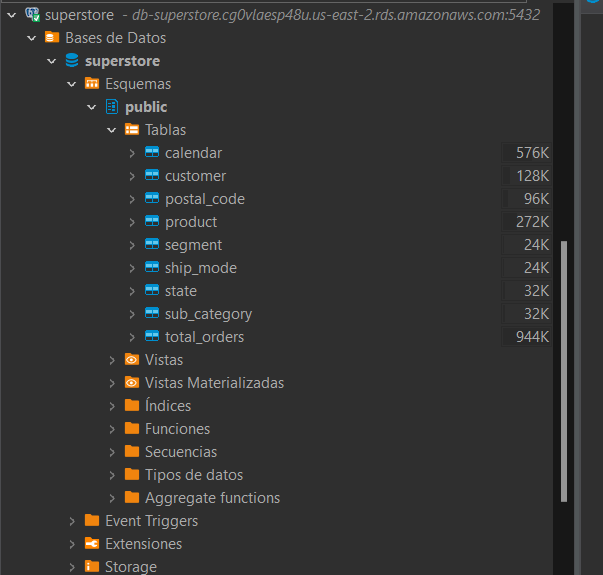 superstore - db-superstore.cg0vlaesp48u.us-east-2.rds.amazonaws.com:5432
Bases de Datos
superstore
Esquemas
public
Tablas
calendar 576K
customer 128K
postal_code 96K
product 272K
segment 24K
ship_mode 24K
state 32K
sub_category 32K
total_orders 944K
Vistas
Vistas Materializadas
Índices
Funciones
Secuencias
Tipos de datos
Aggregate functions
Event Triggers
Extensiones
Storage